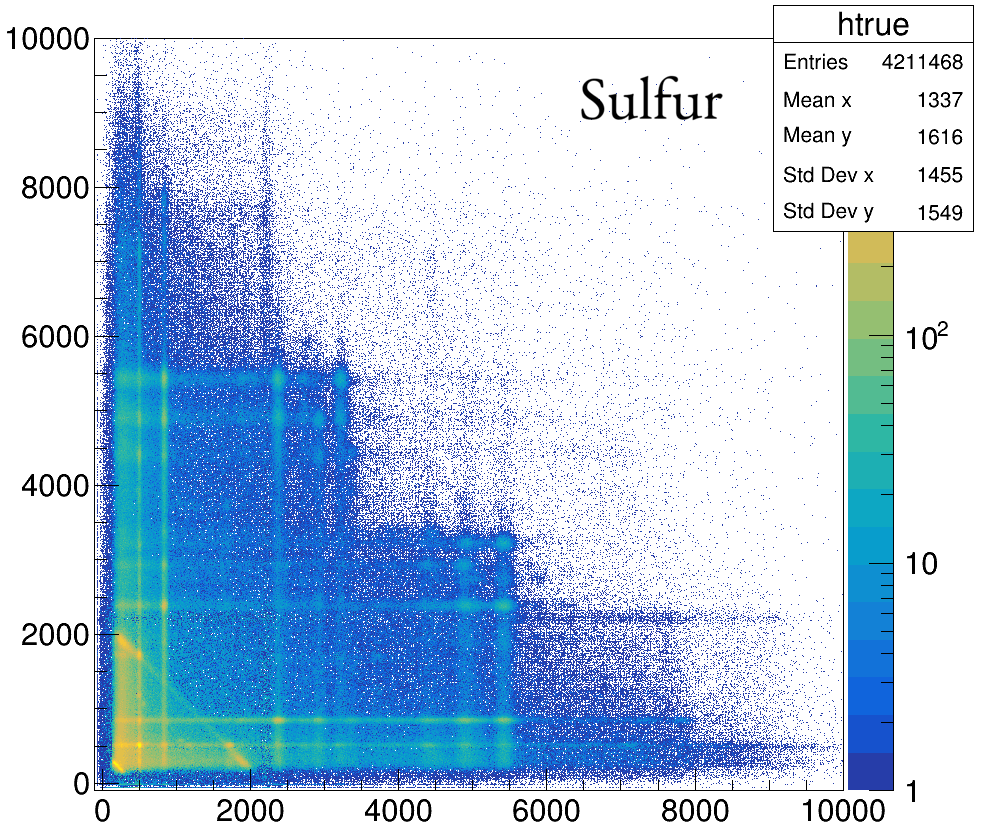 htrue
Entries 4211468
Mean x 1337
Mean y 1616
Std Dev x 1455
Std Dev y 1549
Sulfur
10000
8000
6000
4000
2000
0
0 2000 4000 6000 8000 10000
10²
10
1